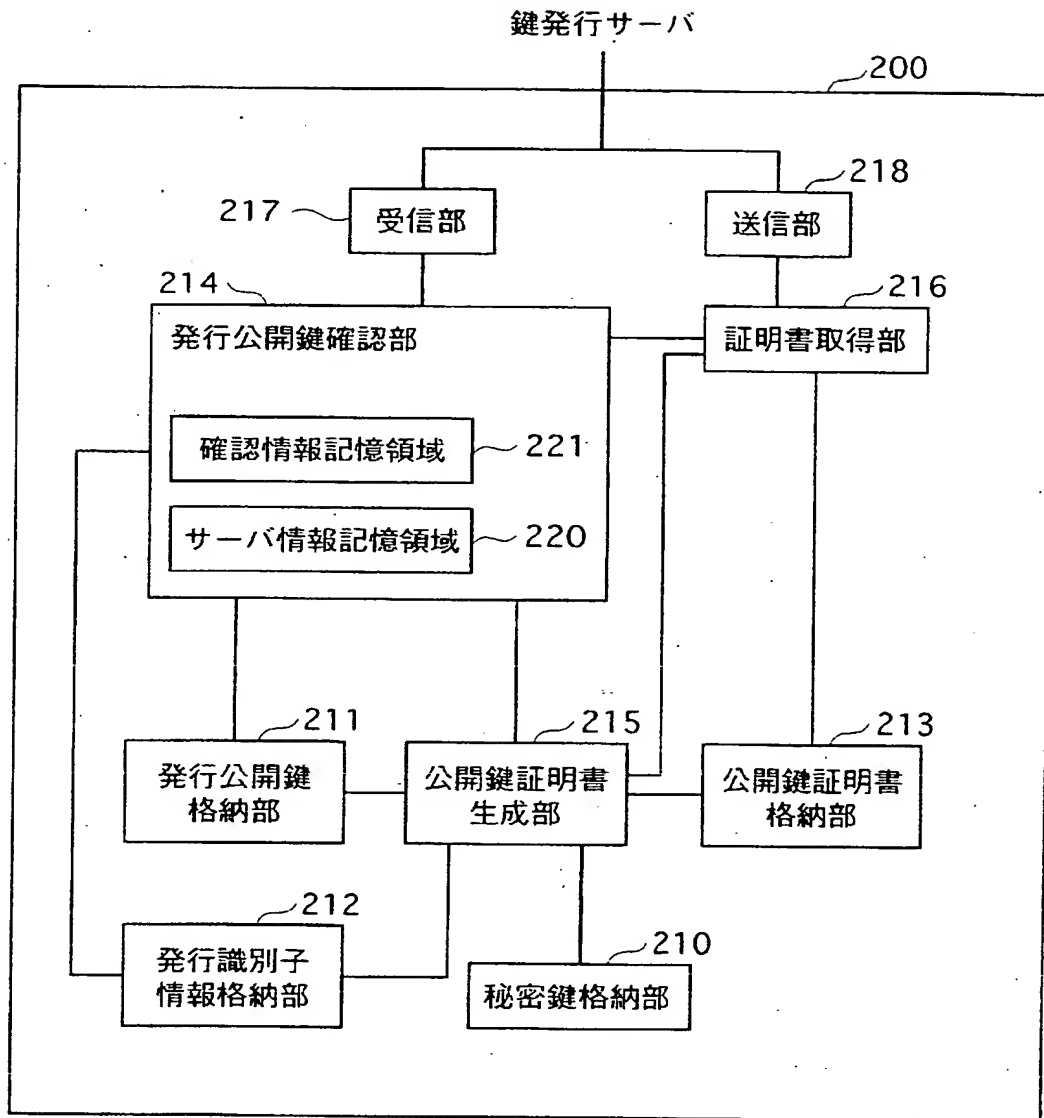 鍵発行サーバ
200
217
受信部
218
送信部
214
発行公開鍵確認部
216
証明書取得部
確認情報記憶領域
221
サーバ情報記憶領域
220
211
発行公開鍵
格納部
215
公開鍵証明書
生成部
213
公開鍵証明書
格納部
212
発行識別子
情報格納部
210
秘密鍵格納部